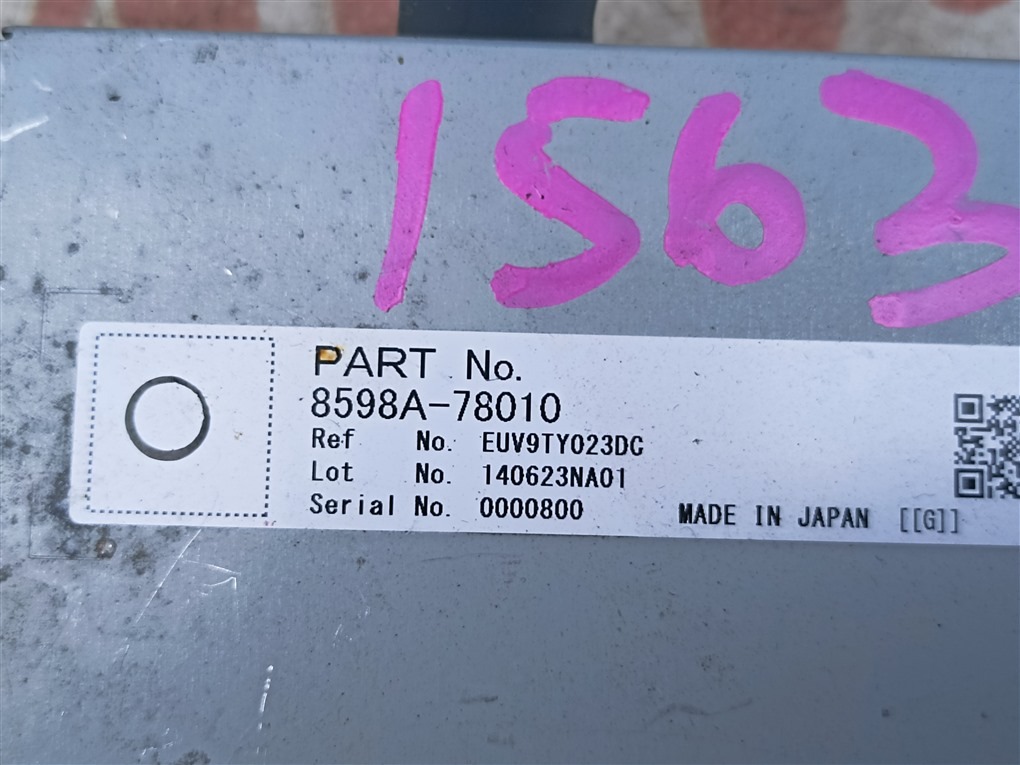 1563
PART No.
8598A-78010
Ref No. EUV9TY023DC
Lot No. 140623NA01
Serial No. 0000800
MADE IN JAPAN [[G]]